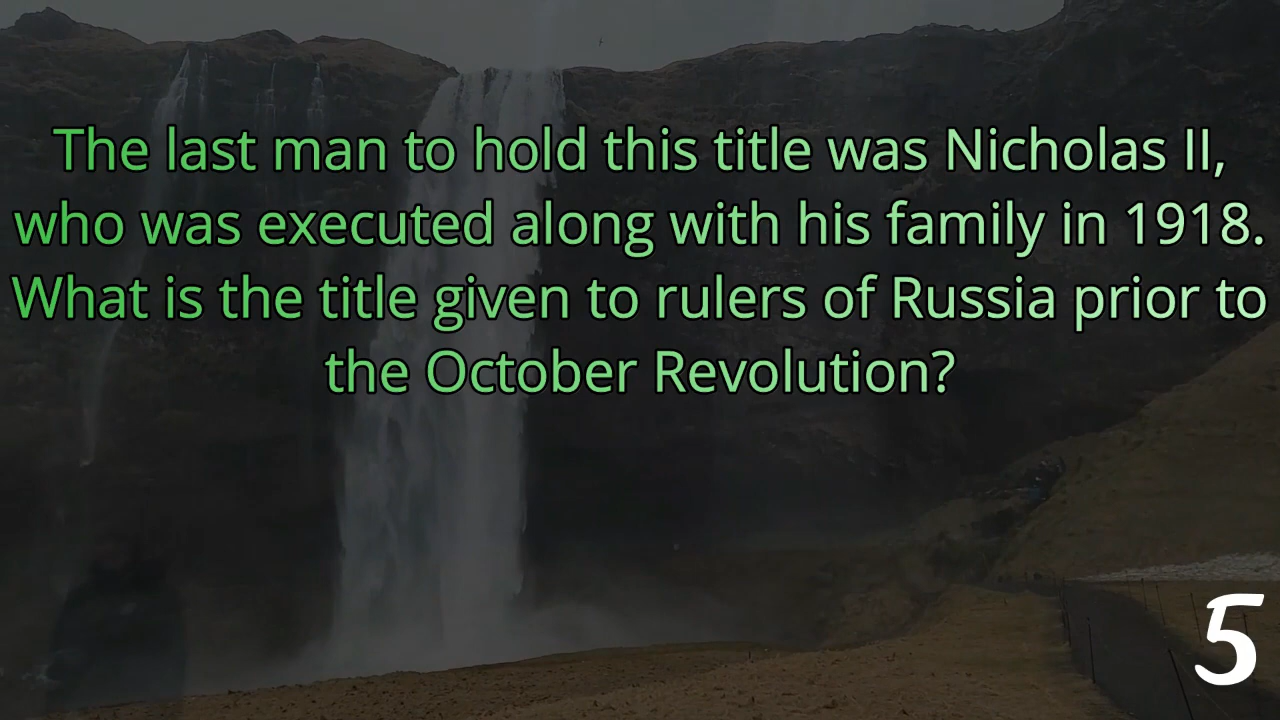 The last man to hold this title was Nicholas II,
who was executed along with his family in 1918.
What is the title given to rulers of Russia prior to
the October Revolution?
5